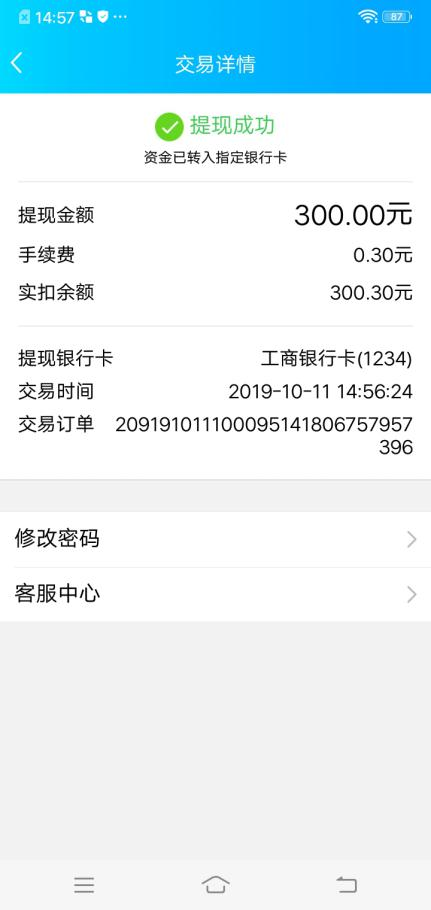 14:57
87
交易详情
提现成功
资金已转入指定银行卡
提现金额 300.00元
手续费 0.30元
实扣余额 300.30元
提现银行卡 工商银行卡(1234)
交易时间 2019-10-11 14:56:24
交易订单 2091910111000951418067579​57
396
修改密码
客服中心